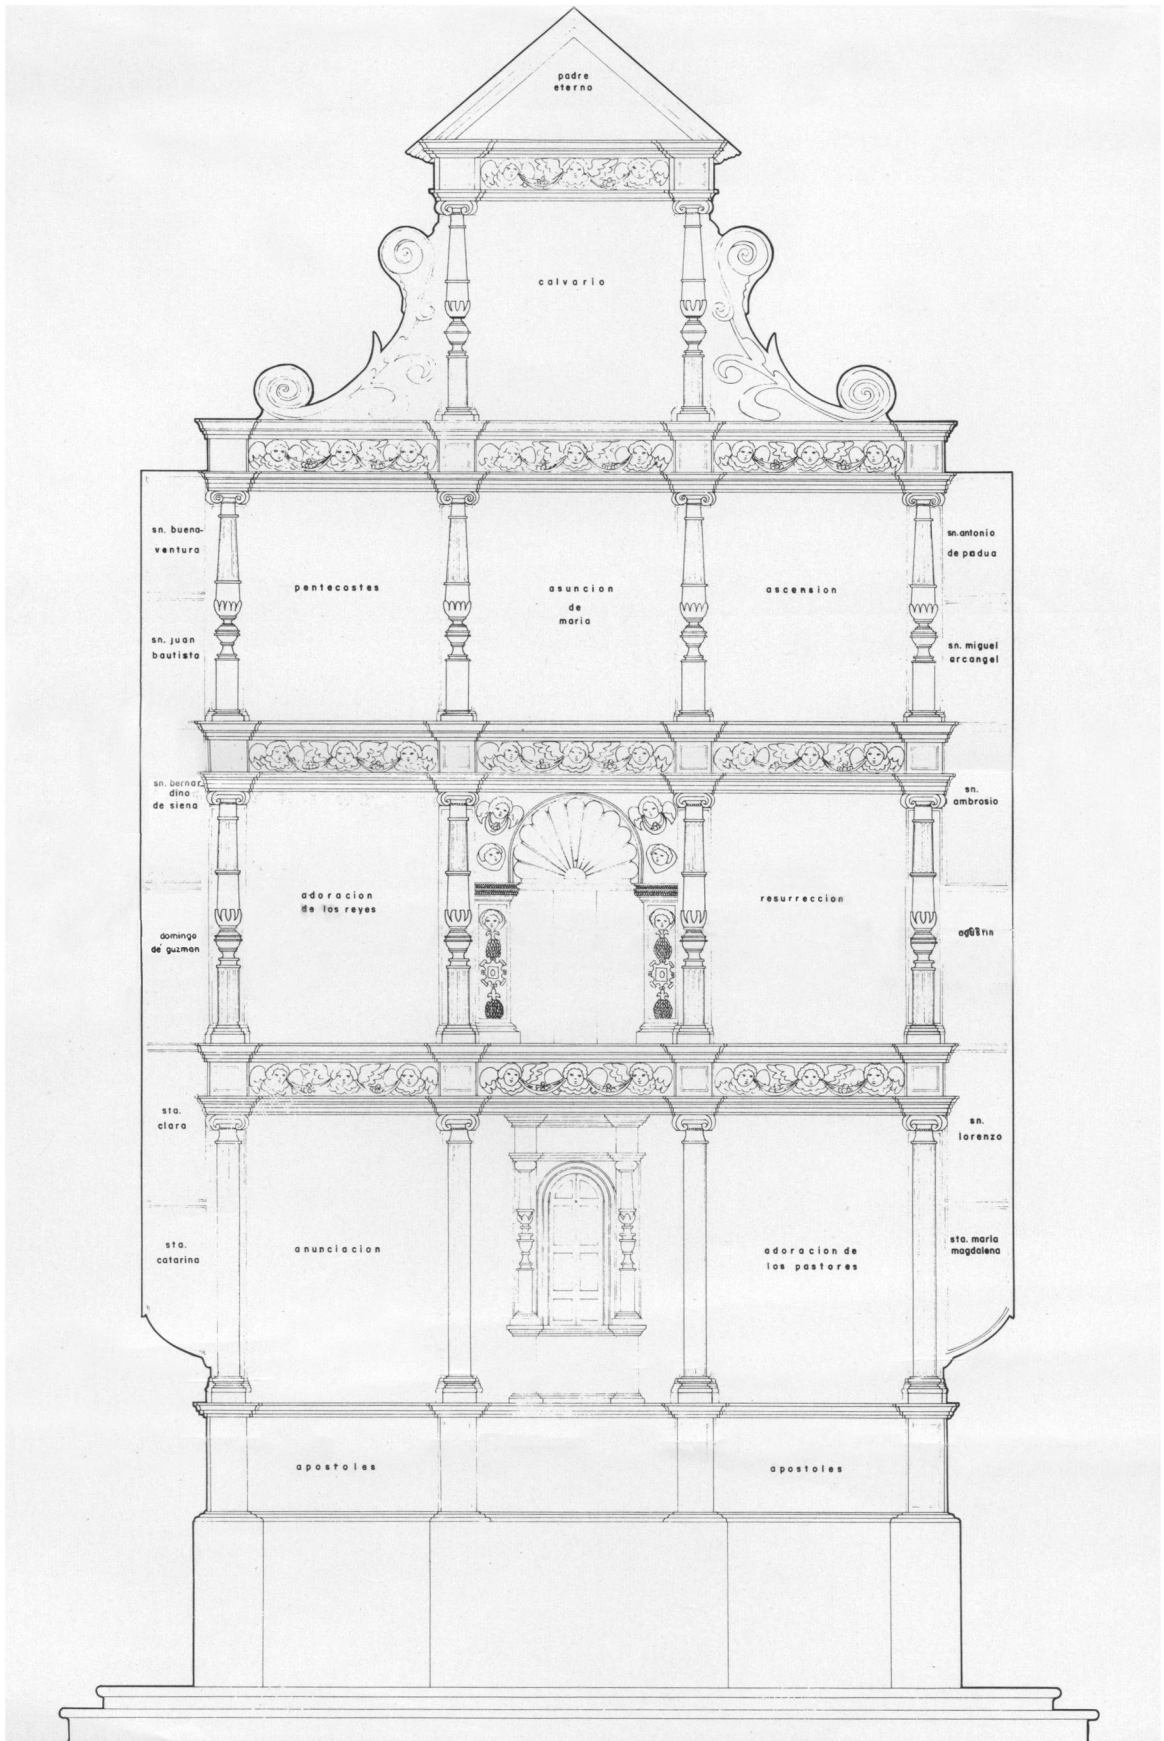 padre
eterno
calvario
sn. buena-
ventura
sn. juan
bautista
pentecostes
asuncion
de
maria
ascension
sn. antonio
de padua
sn. miguel
arcangel
sn. bernar-
dino
de siena
domingo
de guzman
adoracion
de los reyes
resurreccion
sn.
ambrosio
agustin
sta.
clara
sta.
catarina
anunciacion
adoracion de
los pastores
sn.
lorenzo
sta. maria
magdalena
apostoles
apostoles